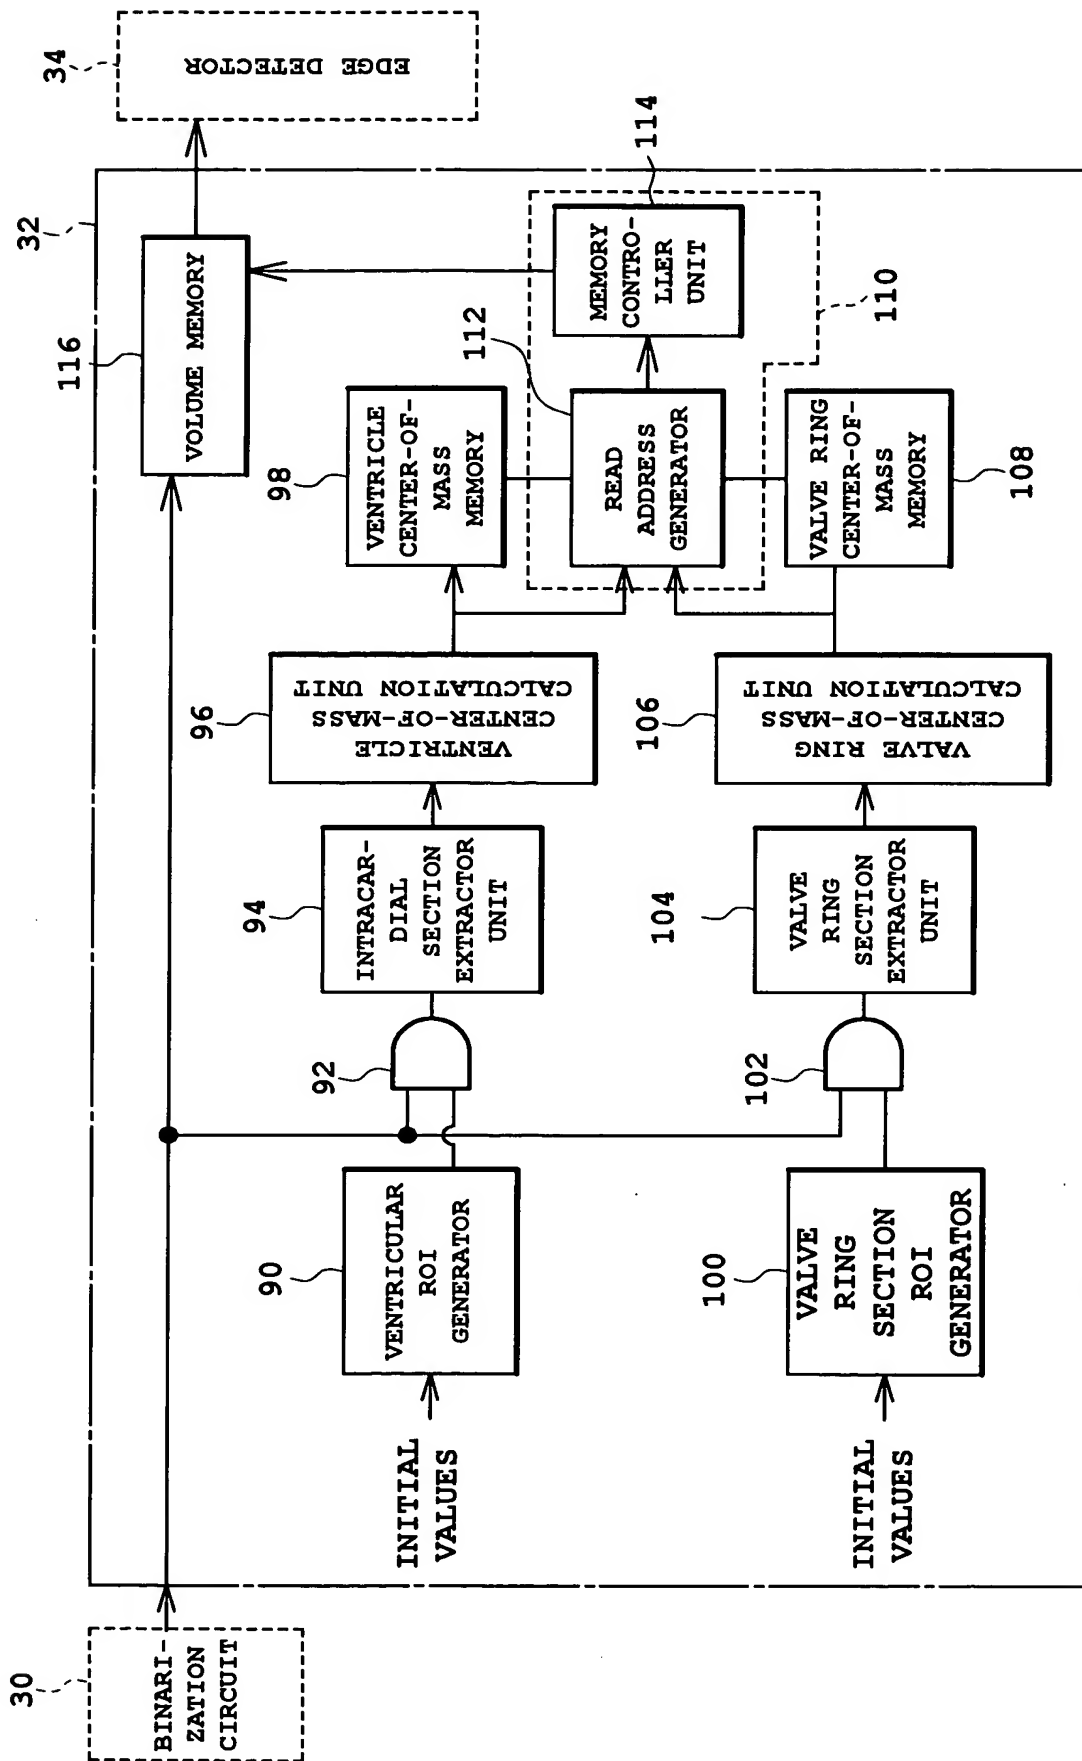 30
BINARI-
ZATION
CIRCUIT
32
INITIAL
VALUES
90
VENTRICULAR
ROI
GENERATOR
92
94
INTRACAR-
DIAL
SECTION
EXTRACTOR
UNIT
96
VENTRICLE
CENTER-OF-MASS
CALCULATION UNIT
98
VENTRICLE
CENTER-OF-
MASS
MEMORY
INITIAL
VALUES
100
VALVE
RING
SECTION
ROI
GENERATOR
102
104
VALVE
RING
SECTION
EXTRACTOR
UNIT
106
VALVE RING
CENTER-OF-MASS
CALCULATION UNIT
108
VALVE RING
CENTER-OF-
MASS
MEMORY
110
112
READ
ADDRESS
GENERATOR
114
MEMORY
CONTRO-
LLER
UNIT
116
VOLUME MEMORY
34
EDGE DETECTOR